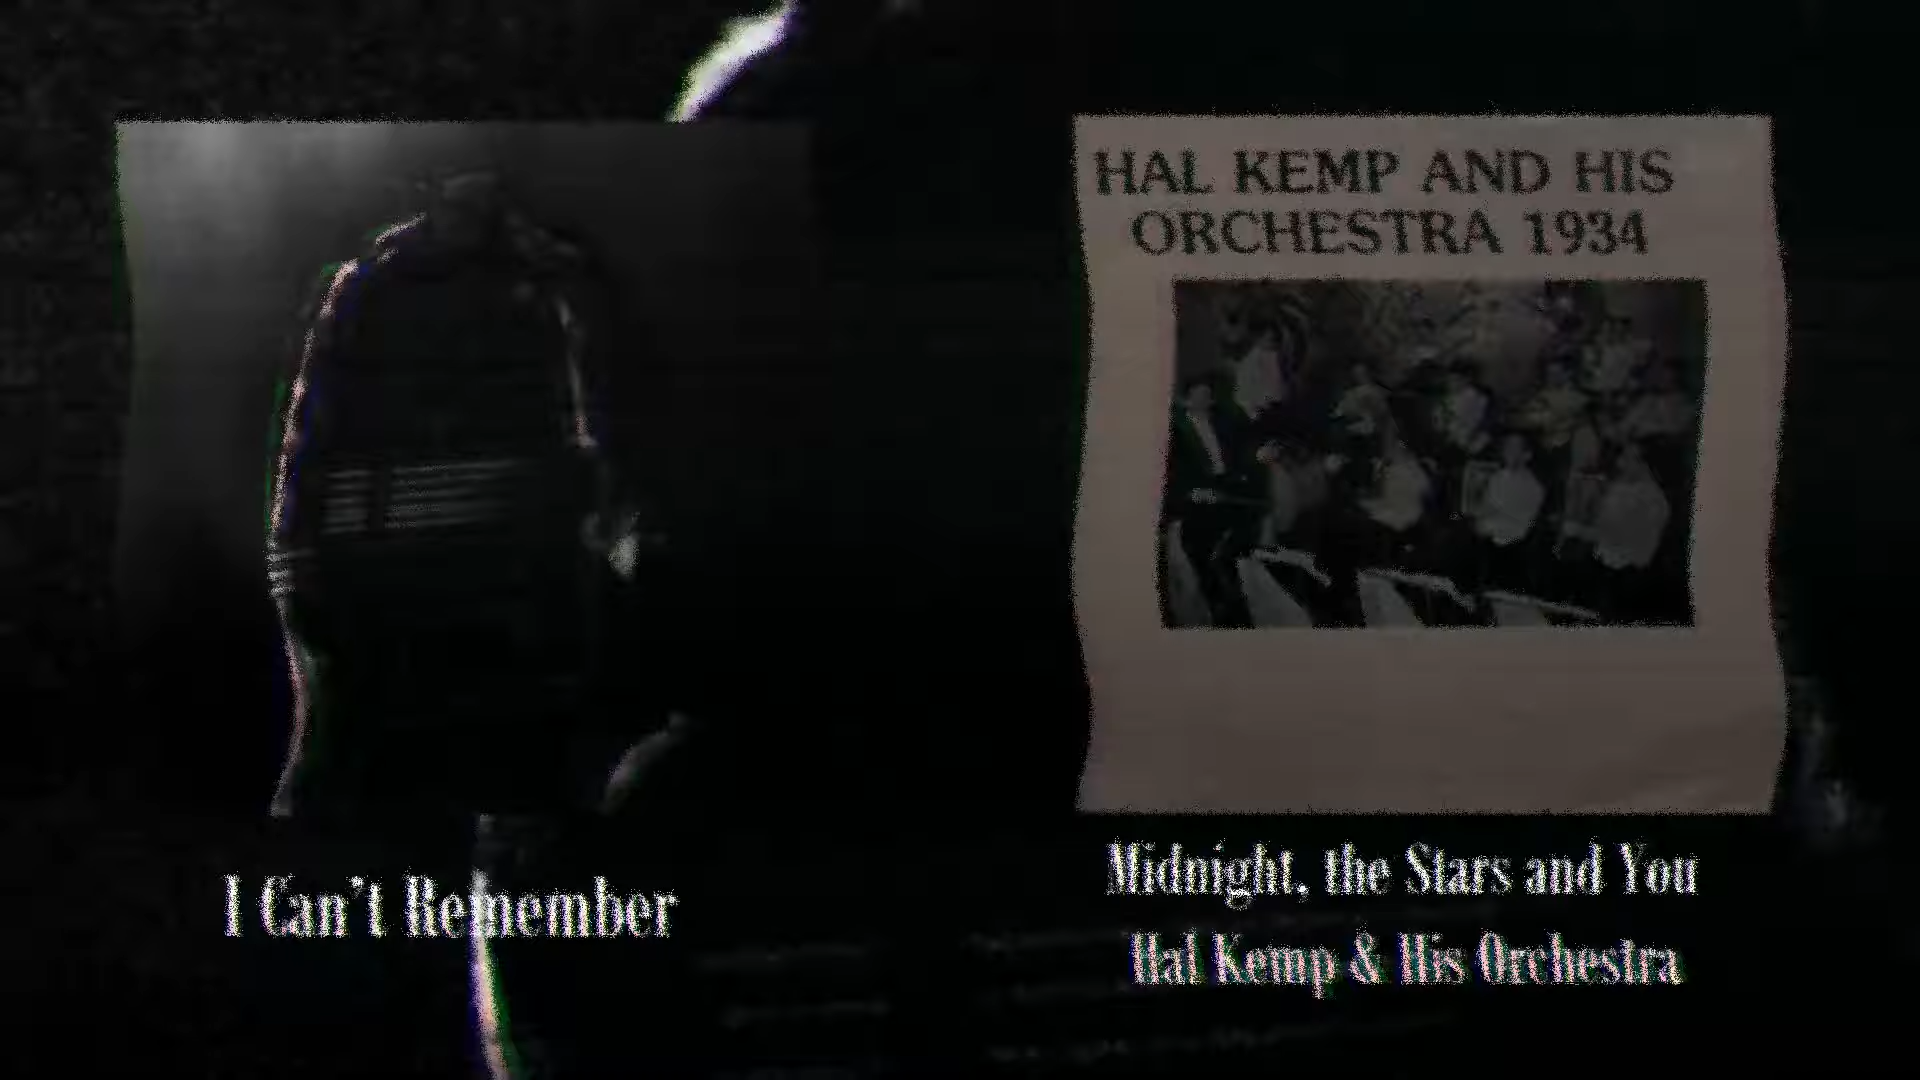 I Can't Remember
HAL KEMP AND HIS
ORCHESTRA 1934
Midnight, the Stars and You
Hal Kemp & His Orchestra